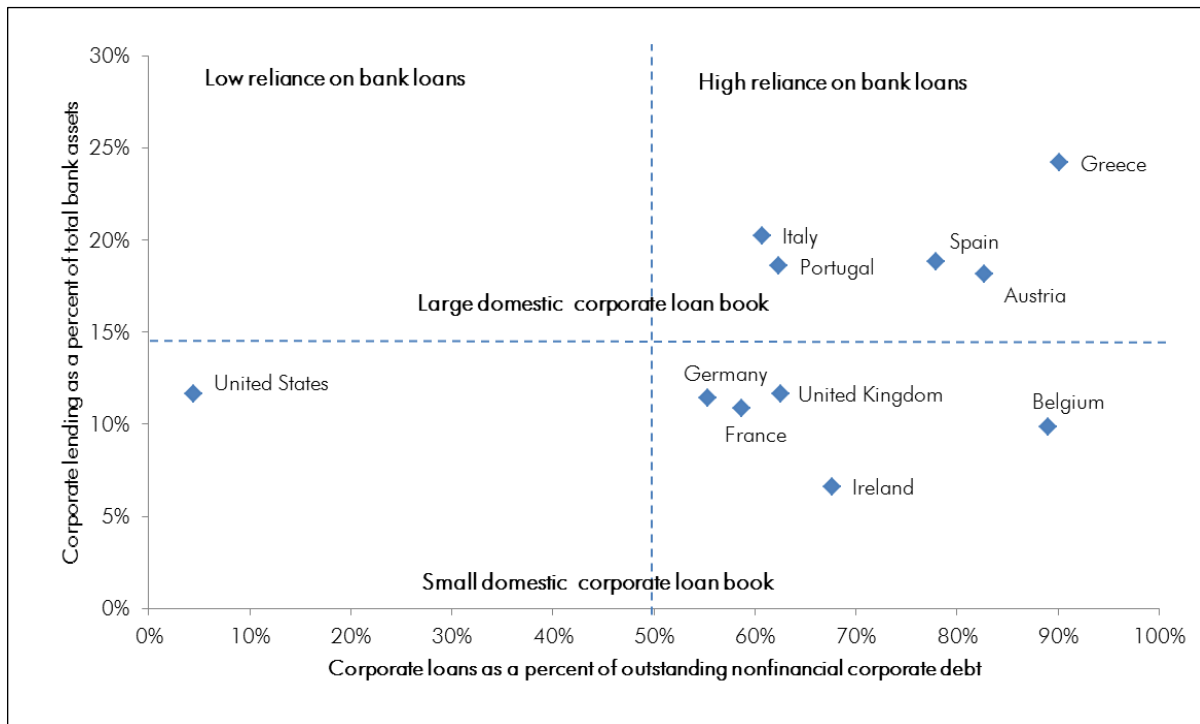 30%
Low reliance on bank loans
High reliance on bank loans
25%
Greece
20%
Italy
Spain
Portugal
Austria
Large domestic corporate loan book
15%
Germany
United States
United Kingdom
Belgium
10%
France
Ireland
5%
Small domestic corporate loan book
0%
0% 10% 20% 30% 40% 50% 60% 70% 80% 90% 100%
Corporate loans as a percent of outstanding nonfinancial corporate debt
Corporate lending as a percent of total bank assets